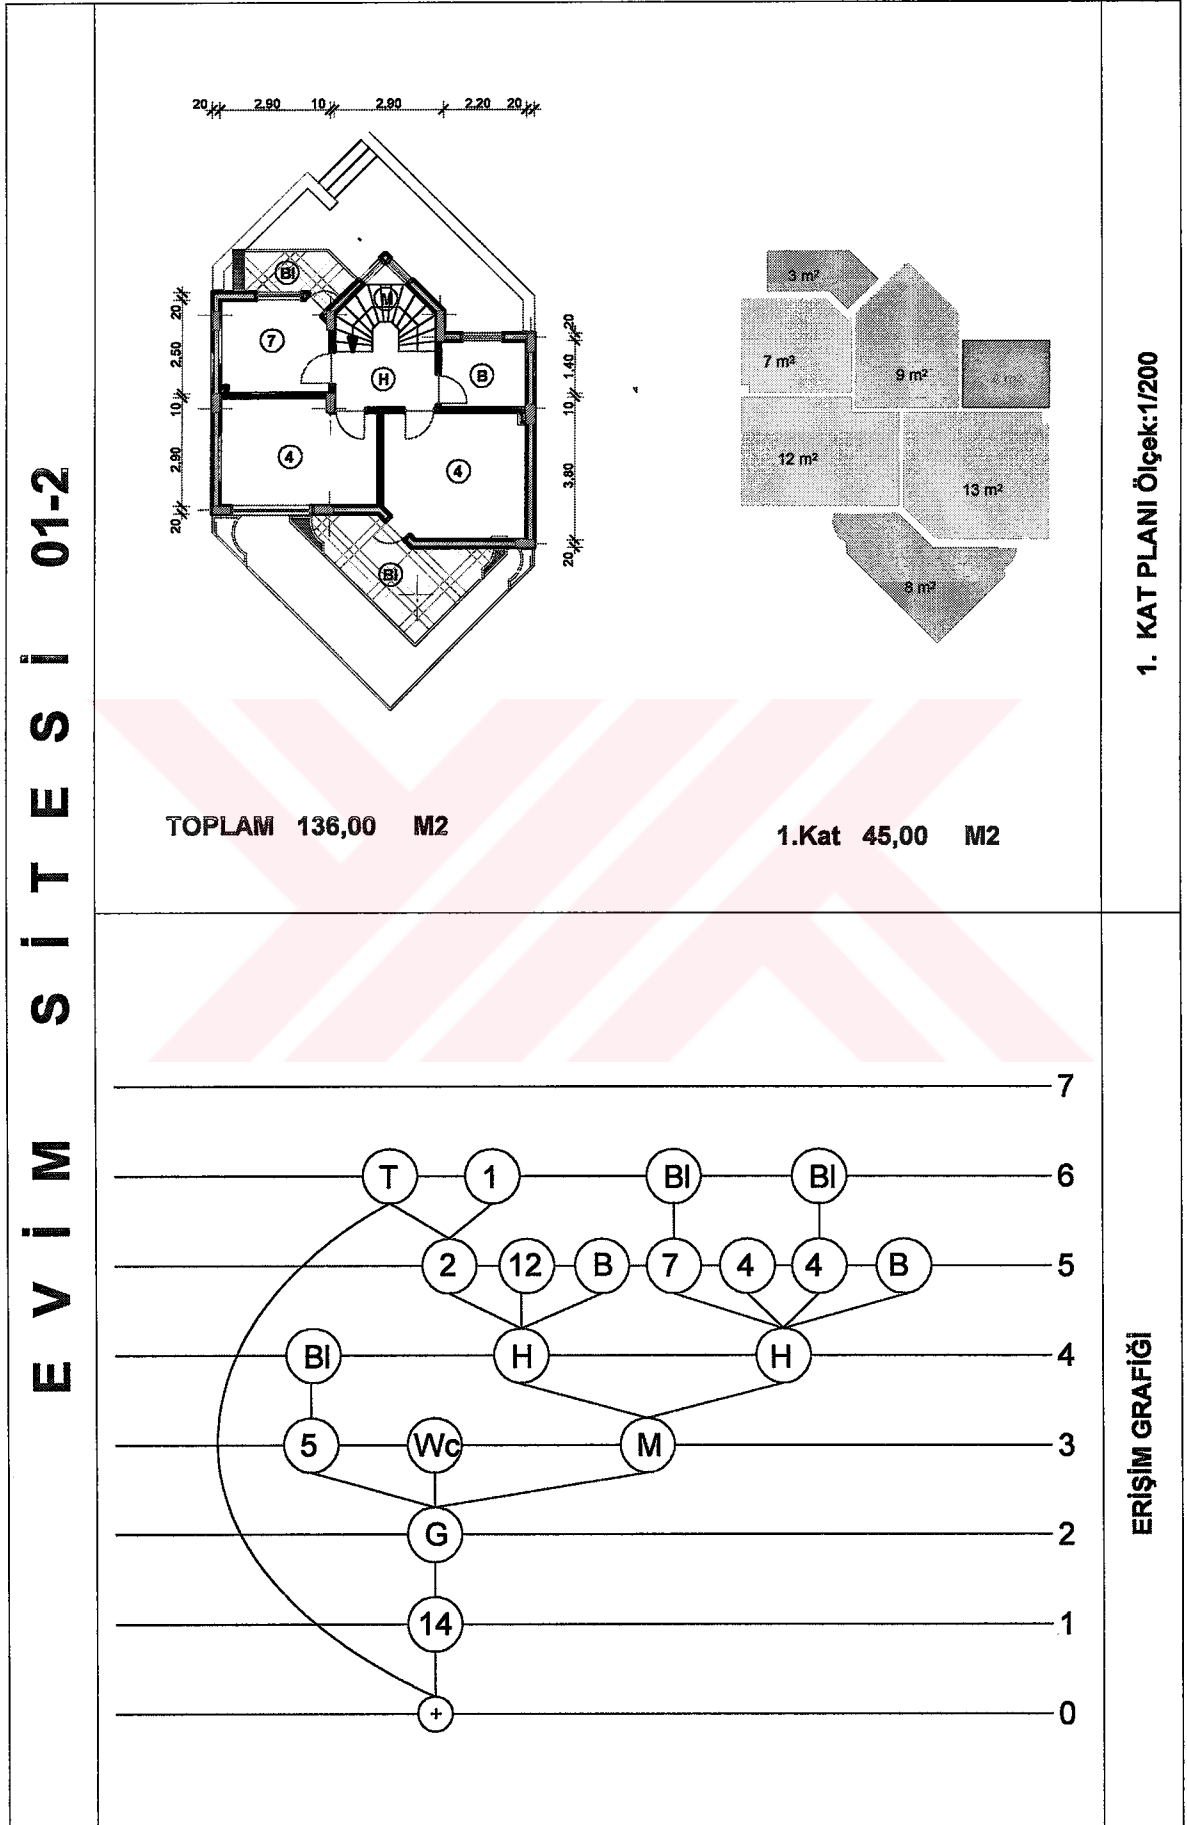 EVİM SİTESİ 01-2
20 2.90 10 2.90 2.20 20
Bl
M
7
H
B
4
4
Bl
20 2.50 10 2.90 20
20 1.40 10 3.80 20
3 m²
7 m²
9 m²
12 m²
13 m²
8 m²
TOPLAM 136,00 M2
1.Kat 45,00 M2
1. KAT PLANI Ölçek:1/200
7
T 1 Bl Bl 6
2 12 B 7 4 4 B 5
Bl H H 4
5 Wc M 3
G 2
14 1
+ 0
ERİŞİM GRAFİĞİ